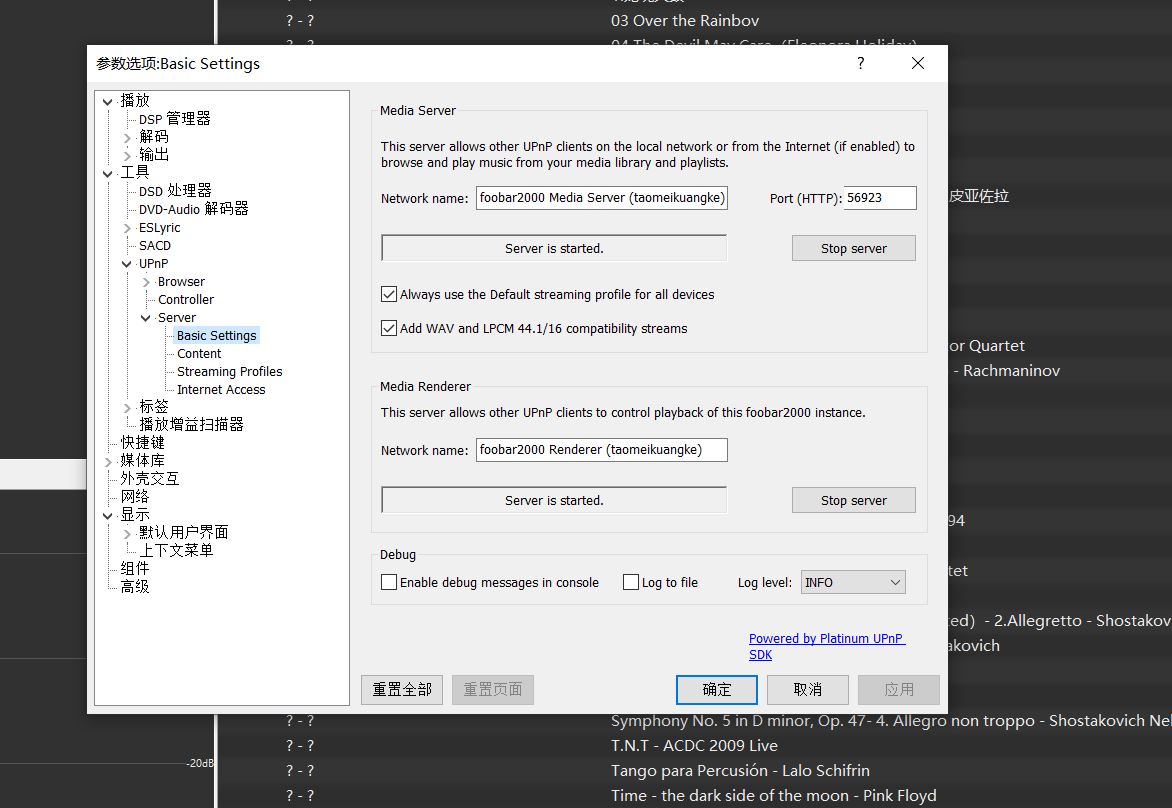 ? - ?
03 Over the Rainbov
? - ?
04 The Devil May Care (Eleonora Holiday)
参数选项:Basic Settings
?
播放
DSP 管理器
解码
输出
工具
DSD 处理器
DVD-Audio 解码器
ESLyric
SACD
UPnP
Browser
Controller
Server
Basic Settings
Content
Streaming Profiles
Internet Access
标签
播放增益扫描器
快捷键
媒体库
外壳交互
网络
显示
默认用户界面
上下文菜单
组件
高级
Media Server
This server allows other UPnP clients on the local network or from the Internet (if enabled) to
browse and play music from your media library and playlists.
Network name: foobar2000 Media Server (taomeikuangke) Port (HTTP): 56923
Server is started. Stop server
Always use the Default streaming profile for all devices
Add WAV and LPCM 44.1/16 compatibility streams
Media Renderer
This server allows other UPnP clients to control playback of this foobar2000 instance.
Network name: foobar2000 Renderer (taomeikuangke)
Server is started. Stop server
Debug
Enable debug messages in console Log to file Log level: INFO
Powered by Platinum UPnP
SDK
重置全部 重置页面 确定 取消 应用
皮亚佐拉
or Quartet
- Rachmaninov
94
tet
ted）- 2.Allegretto - Shostakov
akovich
? - ? Symphony No. 5 in D minor, Op. 47- 4. Allegro non troppo - Shostakovich Nel
? - ? T.N.T - ACDC 2009 Live
-20dB
? - ? Tango para Percusión - Lalo Schifrin
? - ? Time - the dark side of the moon - Pink Floyd